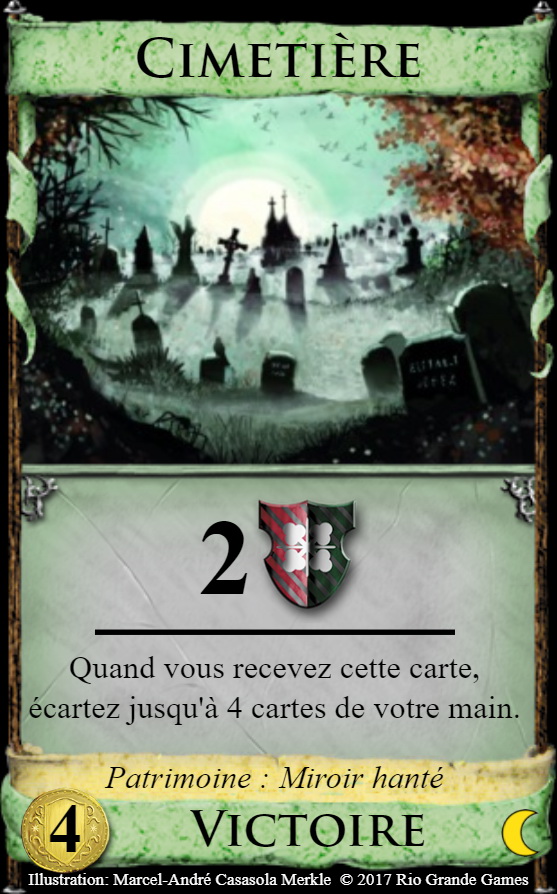 Cimetière
2
Quand vous recevez cette carte,
écartez jusqu'à 4 cartes de votre main.
Patrimoine : Miroir hanté
4
Victoire
Illustration: Marcel-André Casasola Merkle © 2017 Rio Grande Games